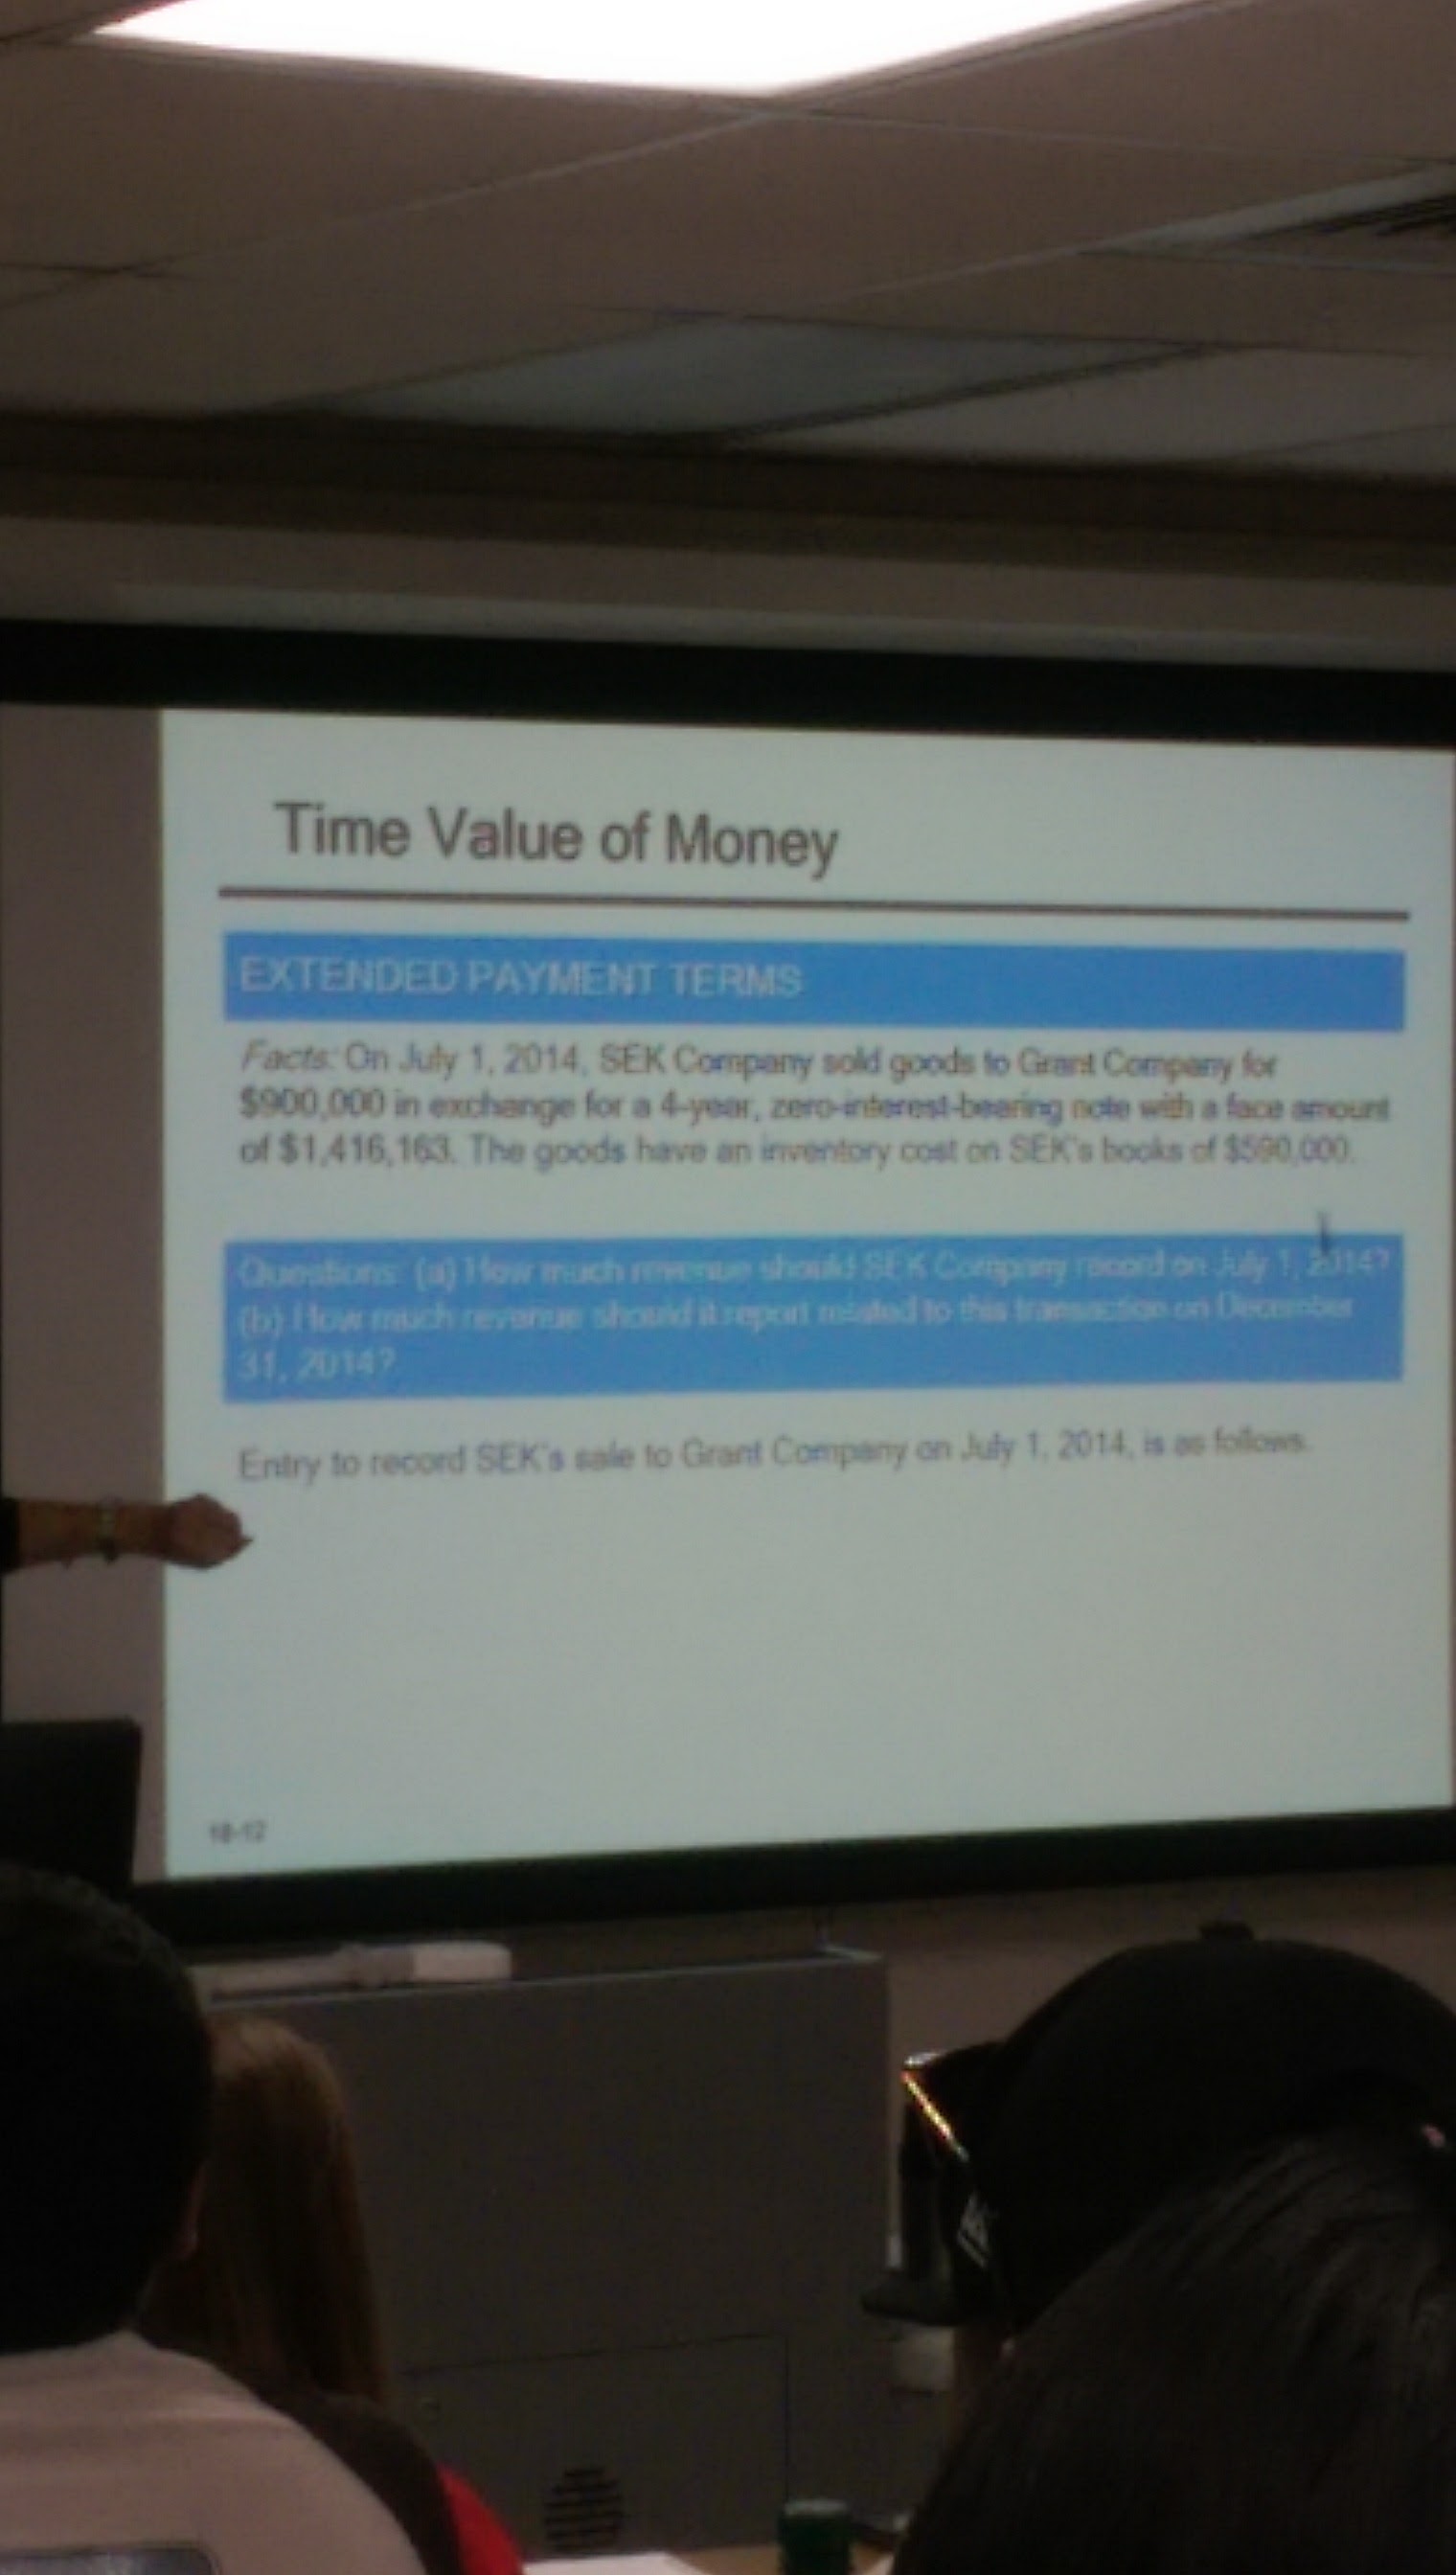 Time Value of Money
EXTENDED PAYMENT TERMS
Facts: On July 1, 2014, SEK Company sold goods to Grant Company for
$900,000 in exchange for a 4-year, zero-interest-bearing note with a face amount
of $1,416,163. The goods have an inventory cost on SEK's books of $590,000.
Questions: (a) How much revenue should SEK Company record on July 1, 2014?
(b) How much revenue should it report related to this transaction on December
31, 2014?
Entry to record SEK's sale to Grant Company on July 1, 2014, is as follows.
18-12